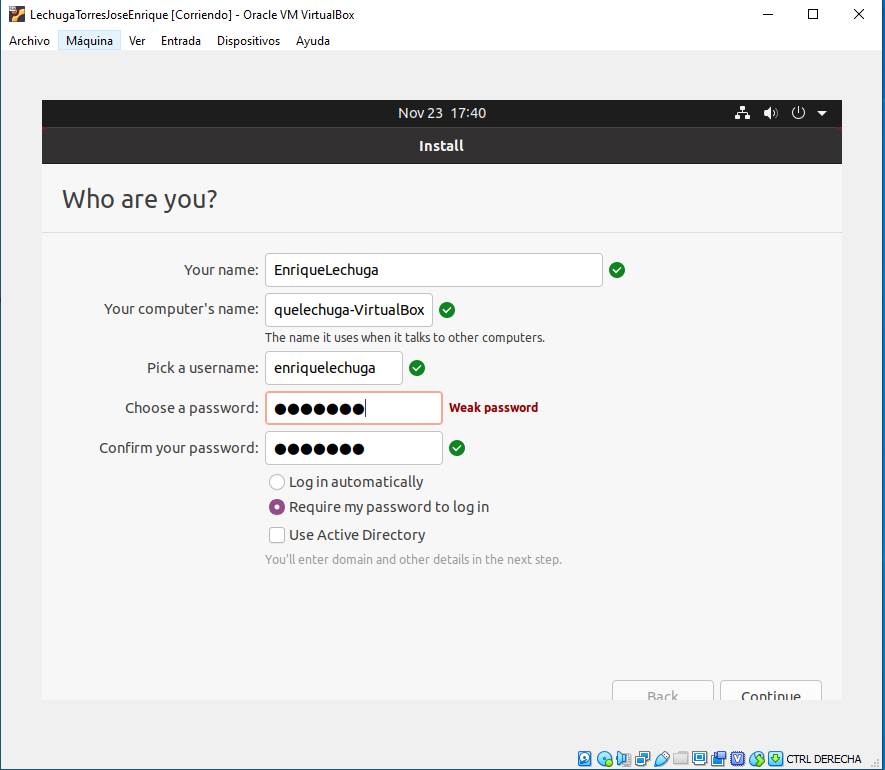 LechugaTorresJoseEnrique [Corriendo] - Oracle VM VirtualBox
Archivo Máquina Ver Entrada Dispositivos Ayuda
Nov 23 17:40
Install
Who are you?
Your name: EnriqueLechuga
Your computer's name: quelechuga-VirtualBox
The name it uses when it talks to other computers.
Pick a username: enriquelechuga
Choose a password: ●●●●●●● Weak password
Confirm your password: ●●●●●●●
Log in automatically
Require my password to log in
Use Active Directory
You'll enter domain and other details in the next step.
Back Continue
CTRL DERECHA